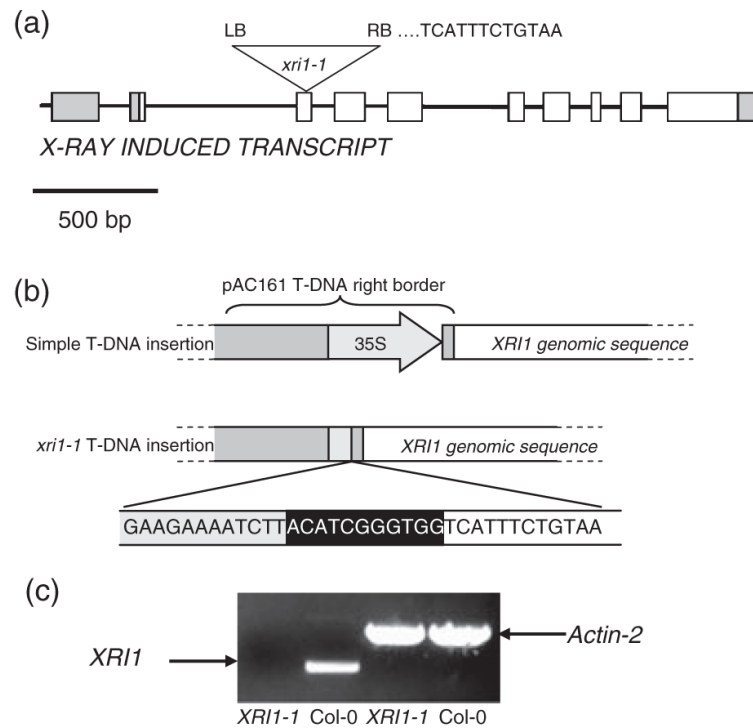 (a)
LB
RB ....TCATTTCTGTAA
xri1-1
X-RAY INDUCED TRANSCRIPT
500 bp
(b)
pAC161 T-DNA right border
Simple T-DNA insertion
35S
XRI1 genomic sequence
xri1-1 T-DNA insertion
XRI1 genomic sequence
GAAGAAAATCTTACATCGGGTGGTCATTTCTGTAA
(c)
XRI1
Actin-2
XRI1-1 Col-0 XRI1-1 Col-0